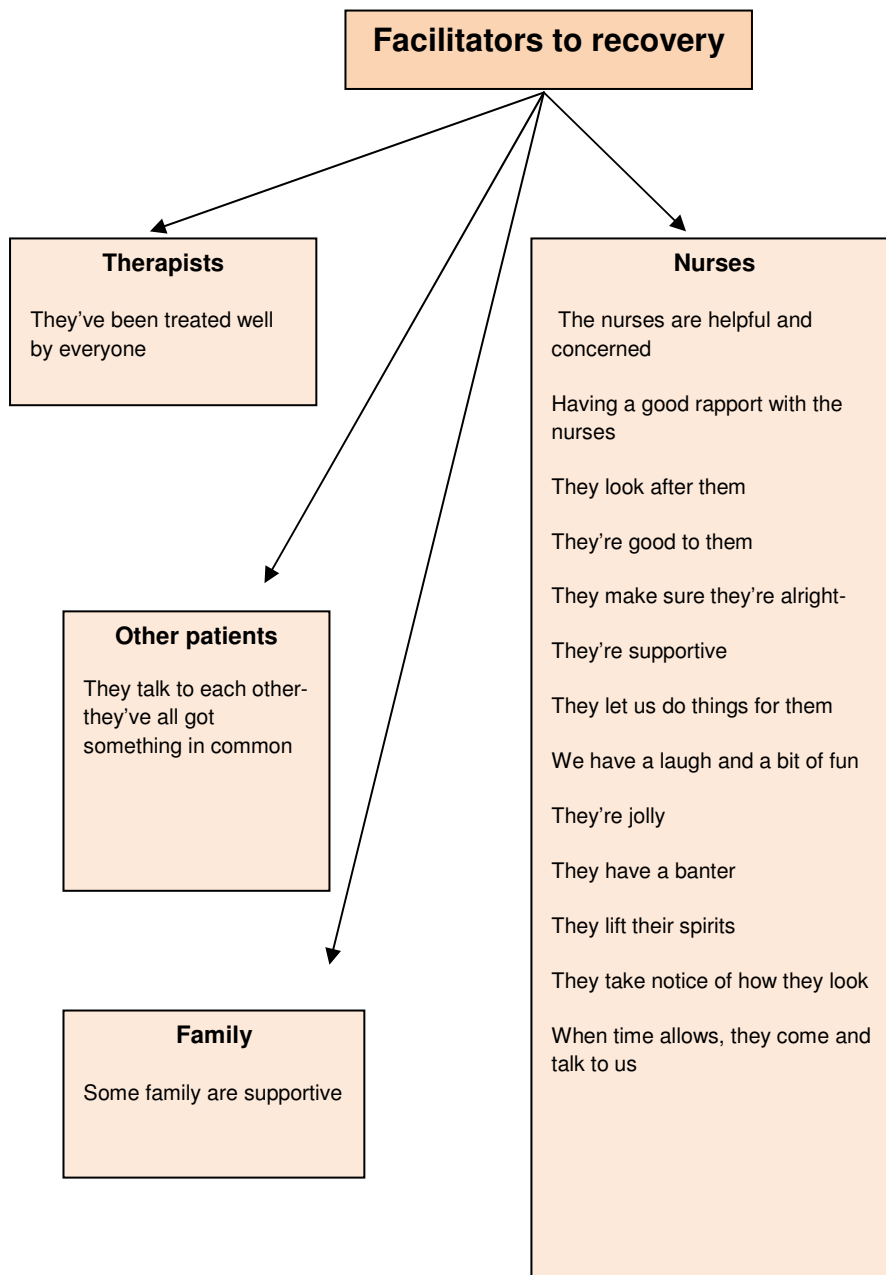 Facilitators to recovery
Therapists
They’ve been treated well
by everyone
Other patients
They talk to each other-
they’ve all got
something in common
Family
Some family are supportive
Nurses
The nurses are helpful and
concerned
Having a good rapport with the
nurses
They look after them
They’re good to them
They make sure they’re alright-
They’re supportive
They let us do things for them
We have a laugh and a bit of fun
They’re jolly
They have a banter
They lift their spirits
They take notice of how they look
When time allows, they come and
talk to us